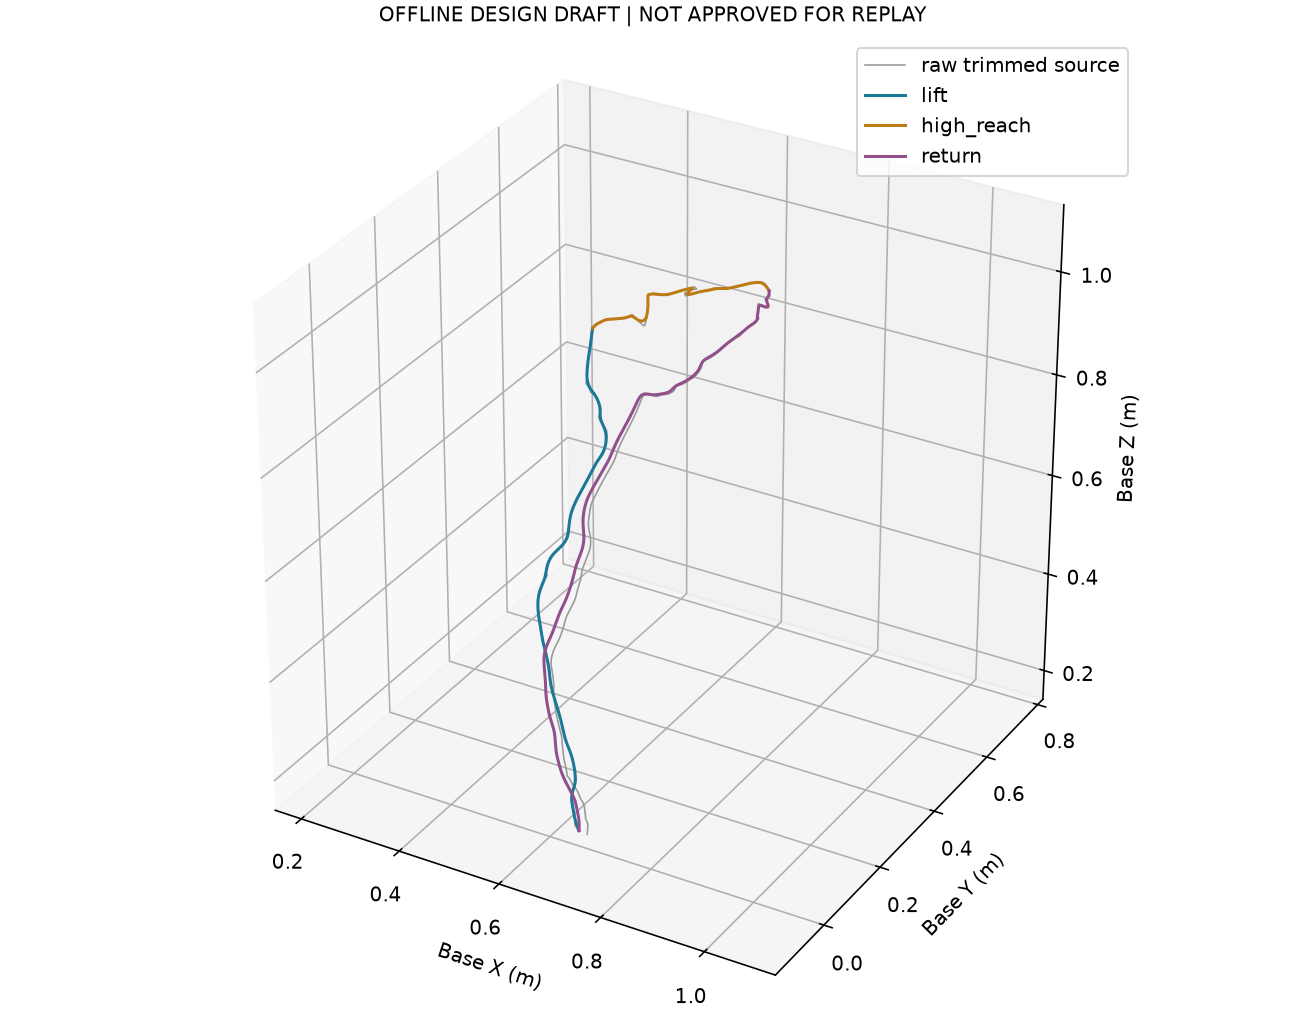 OFFLINE DESIGN DRAFT | NOT APPROVED FOR REPLAY
raw trimmed source
lift
high_reach
return
1.0
0.8
0.6
0.4
0.2
Base Z (m)
0.8
0.6
0.4
0.2
0.0
Base Y (m)
0.2
0.4
0.6
0.8
1.0
Base X (m)